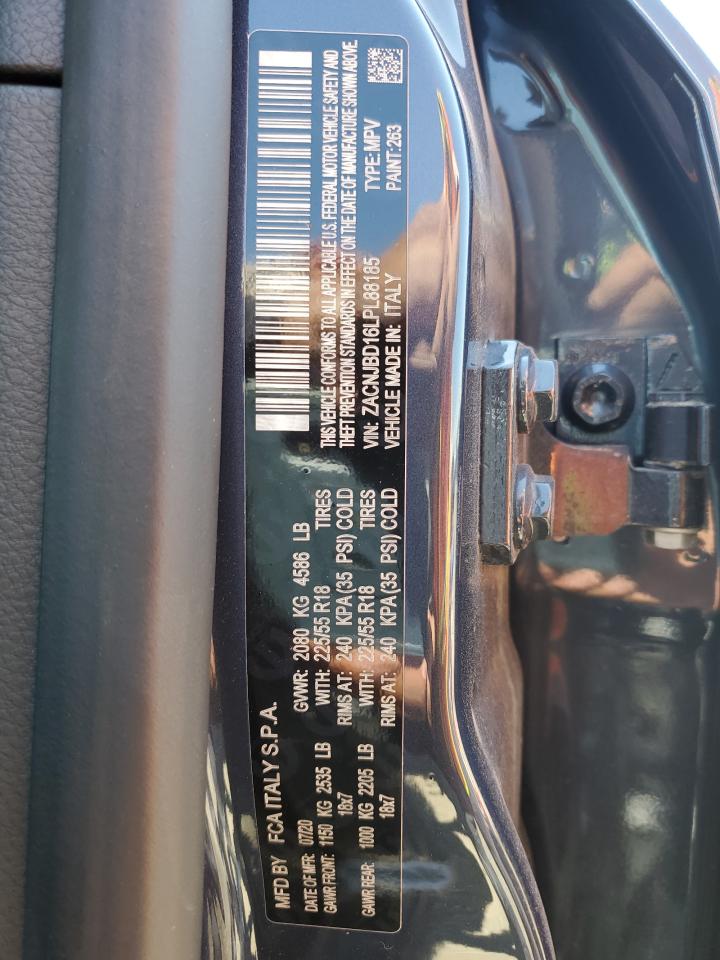 MFD BY FCA ITALY S.P.A.
DATE OF MFR: 07/20 GVWR: 2080 KG 4586 LB
GAWR FRONT: 1150 KG 2535 LB WITH: 225/55 R18 TIRES
18x7 RIMS AT: 240 KPA (35 PSI) COLD
GAWR REAR: 1000 KG 2205 LB WITH: 225/55 R18 TIRES
18x7 RIMS AT: 240 KPA (35 PSI) COLD
THIS VEHICLE CONFORMS TO ALL APPLICABLE U.S. FEDERAL MOTOR VEHICLE SAFETY AND
THEFT PREVENTION STANDARDS IN EFFECT ON THE DATE OF MANUFACTURE SHOWN ABOVE
VIN: ZACNJBD16LPL88185 TYPE: MPV
VEHICLE MADE IN: ITALY PAINT: 263